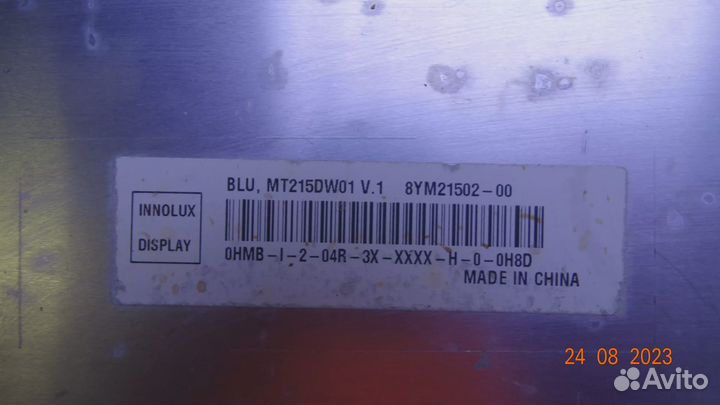 BLU, MT215DW01 V.1 8YM21502-00
INNOLUX
DISPLAY
0HMB-I-2-04R-3X-XXXX-H-0-0H8D
MADE IN CHINA
24 08 2023
Avito